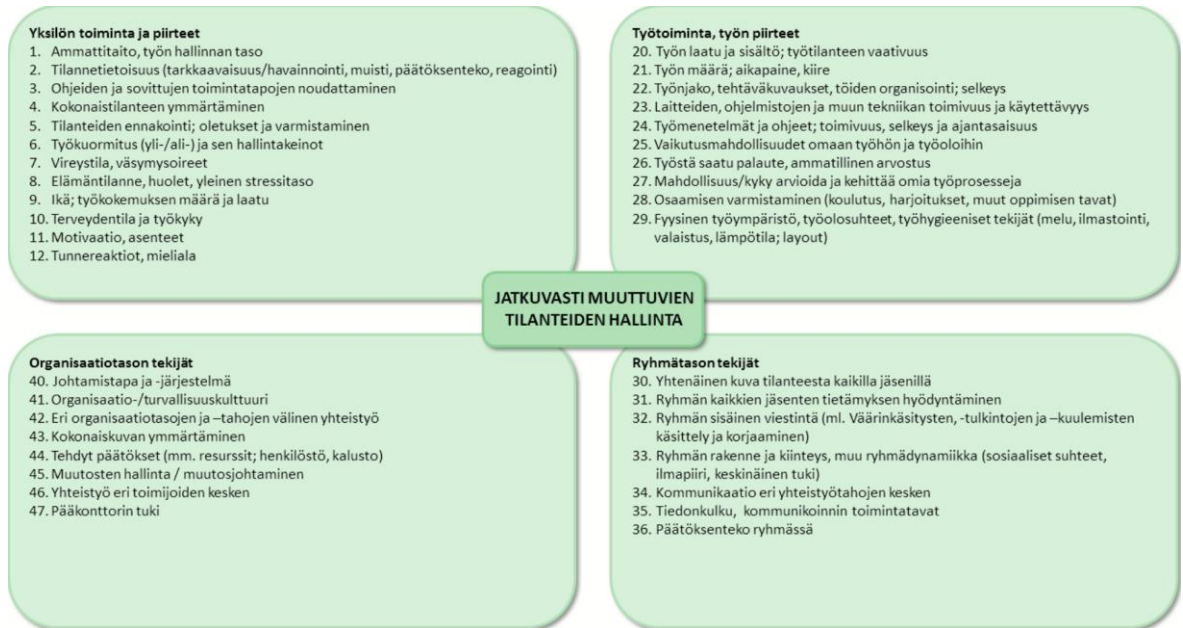 Yksilön toiminta ja piirteet
1. Ammattitaito, työn hallinnan taso
2. Tilannetietoisuus (tarkkaavaisuus/havainnointi, muisti, päätöksenteko, reagointi)
3. Ohjeiden ja sovittujen toimintatapojen noudattaminen
4. Kokonaistilanteen ymmärtäminen
5. Tilanteiden ennakointi; oletukset ja varmistaminen
6. Työkuormitus (yli-/ali-) ja sen hallintakeinot
7. Vireystila, väsymysoireet
8. Elämäntilanne, huolet, yleinen stressitaso
9. Ikä; työkokemuksen määrä ja laatu
10. Terveydentila ja työkyky
11. Motivaatio, asenteet
12. Tunnereaktiot, mieliala
Työtoiminta, työn piirteet
20. Työn laatu ja sisältö; työtilanteen vaativuus
21. Työn määrä; aikapaine, kiire
22. Työnjako, tehtäväkuvaukset, töiden organisointi; selkeys
23. Laitteiden, ohjelmistojen ja muun tekniikan toimivuus ja käytettävyys
24. Työmenetelmät ja ohjeet; toimivuus, selkeys ja ajantasaisuus
25. Vaikutusmahdollisuudet omaan työhön ja työoloihin
26. Työstä saatu palaute, ammatillinen arvostus
27. Mahdollisuus/kyky arvioida ja kehittää omia työprosesseja
28. Osaamisen varmistaminen (koulutus, harjoitukset, muut oppimisen tavat)
29. Fyysinen työympäristö, työolosuhteet, työhygieeniset tekijät (melu, ilmastointi,
valaistus, lämpötila; layout)
JATKUVASTI MUUTTUVIEN
TILANTEIDEN HALLINTA
Organisaatiotason tekijät
40. Johtamistapa ja -järjestelmä
41. Organisaatio-/turvallisuuskulttuuri
42. Eri organisaatiotasojen ja –tahojen välinen yhteistyö
43. Kokonaiskuvan ymmärtäminen
44. Tehdyt päätökset (mm. resurssit; henkilöstö, kalusto)
45. Muutosten hallinta / muutosjohtaminen
46. Yhteistyö eri toimijoiden kesken
47. Pääkonttorin tuki
Ryhmätason tekijät
30. Yhtenäinen kuva tilanteesta kaikilla jäsenillä
31. Ryhmän kaikkien jäsenten tietämyksen hyödyntäminen
32. Ryhmän sisäinen viestintä (ml. Väärinkäsitysten, -tulkintojen ja –kuulemisten
käsittely ja korjaaminen)
33. Ryhmän rakenne ja kiinteys, muu ryhmädynamiikka (sosiaaliset suhteet,
ilmapiiri, keskinäinen tuki)
34. Kommunikaatio eri yhteistyötahojen kesken
35. Tiedonkulku, kommunikoinnin toimintatavat
36. Päätöksenteko ryhmässä